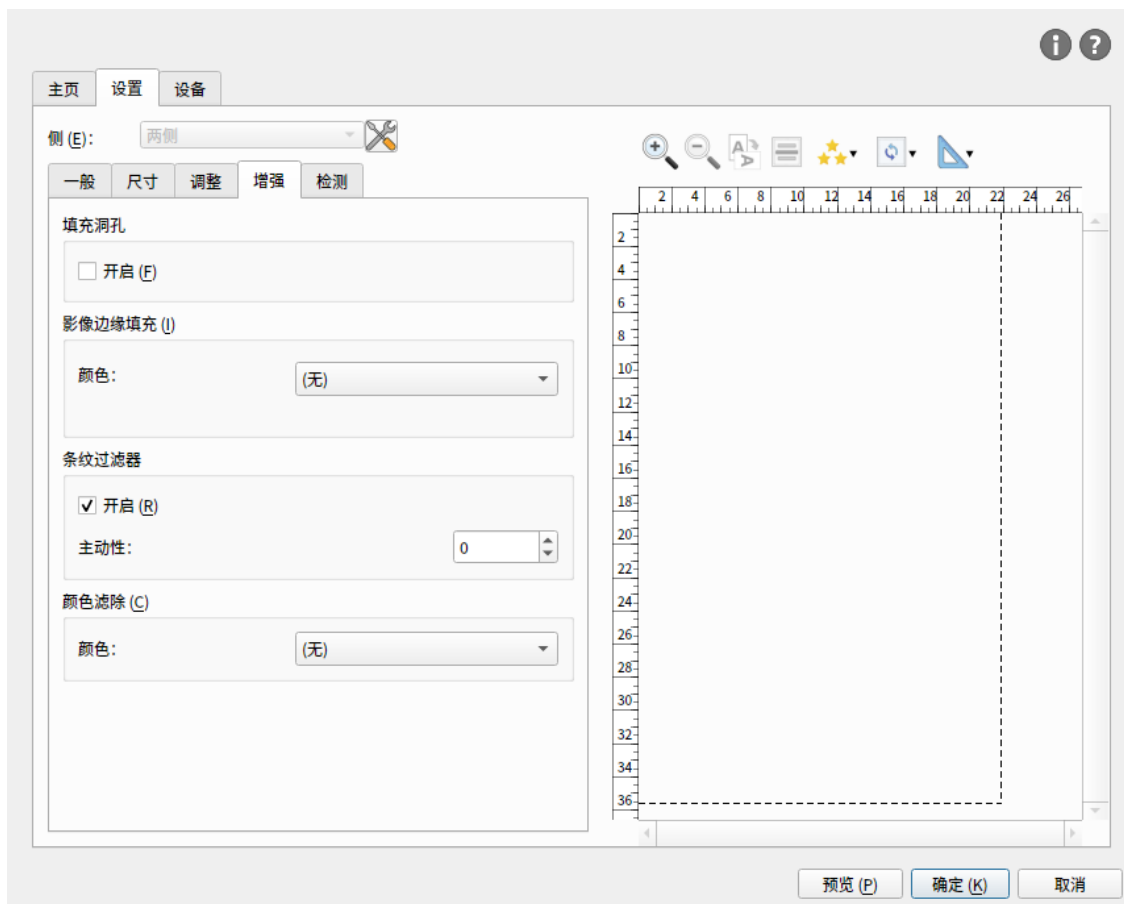 主页 设置 设备
侧 (E): 两侧
一般 尺寸 调整 增强 检测
填充洞孔
开启 (F)
影像边缘填充 (I)
颜色: (无)
条纹过滤器
开启 (R)
主动性: 0
颜色滤除 (C)
颜色: (无)
2 4 6 8 10 12 14 16 18 20 22 24 26
2
4
6
8
10
12
14
16
18
20
22
24
26
28
30
32
34
36
预览 (P) 确定 (K) 取消